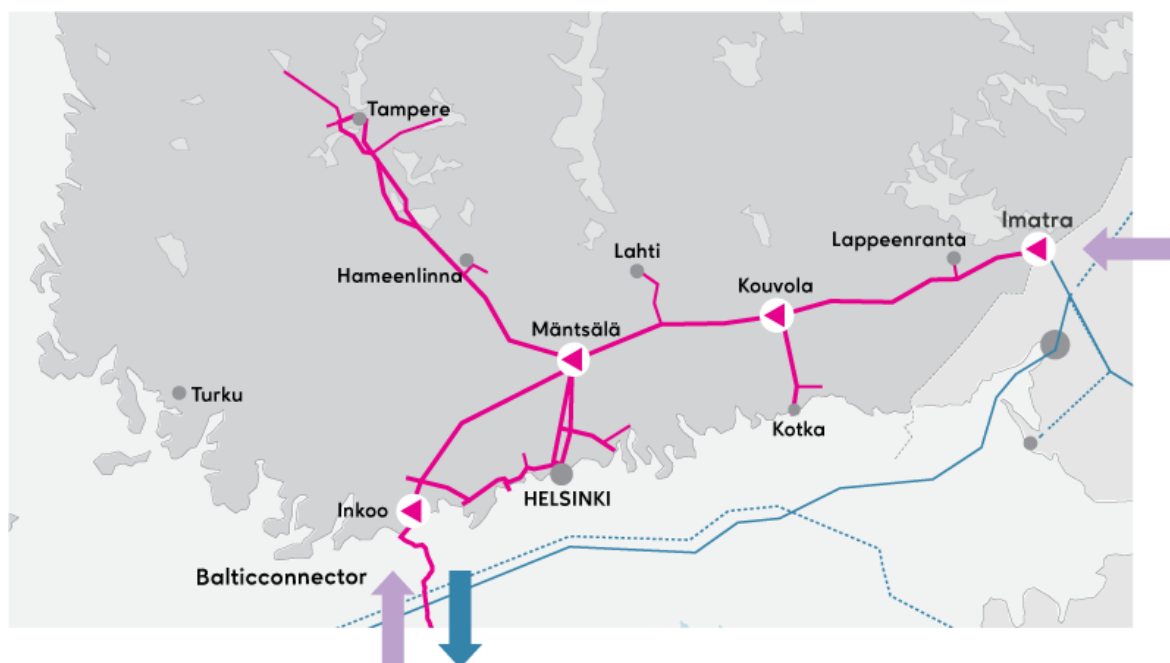 Tampere
Imatra
Lappeenranta
Lahti
Hameenlinna
Kouvola
Mäntsälä
Turku
Kotka
HELSINKI
Inkoo
Balticconnector